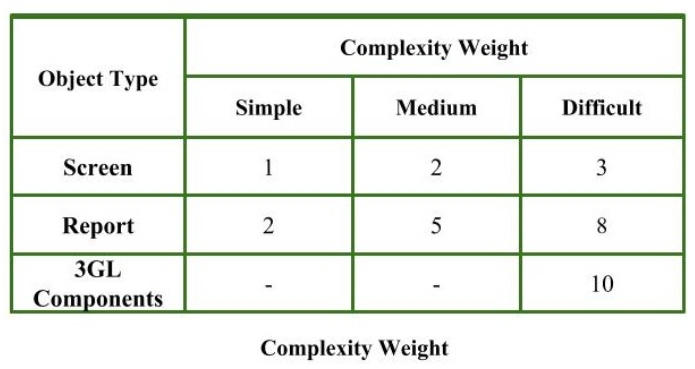 Object Type
Complexity Weight
Simple Medium Difficult
Screen 1 2 3
Report 2 5 8
3GL
Components - - 10
Complexity Weight